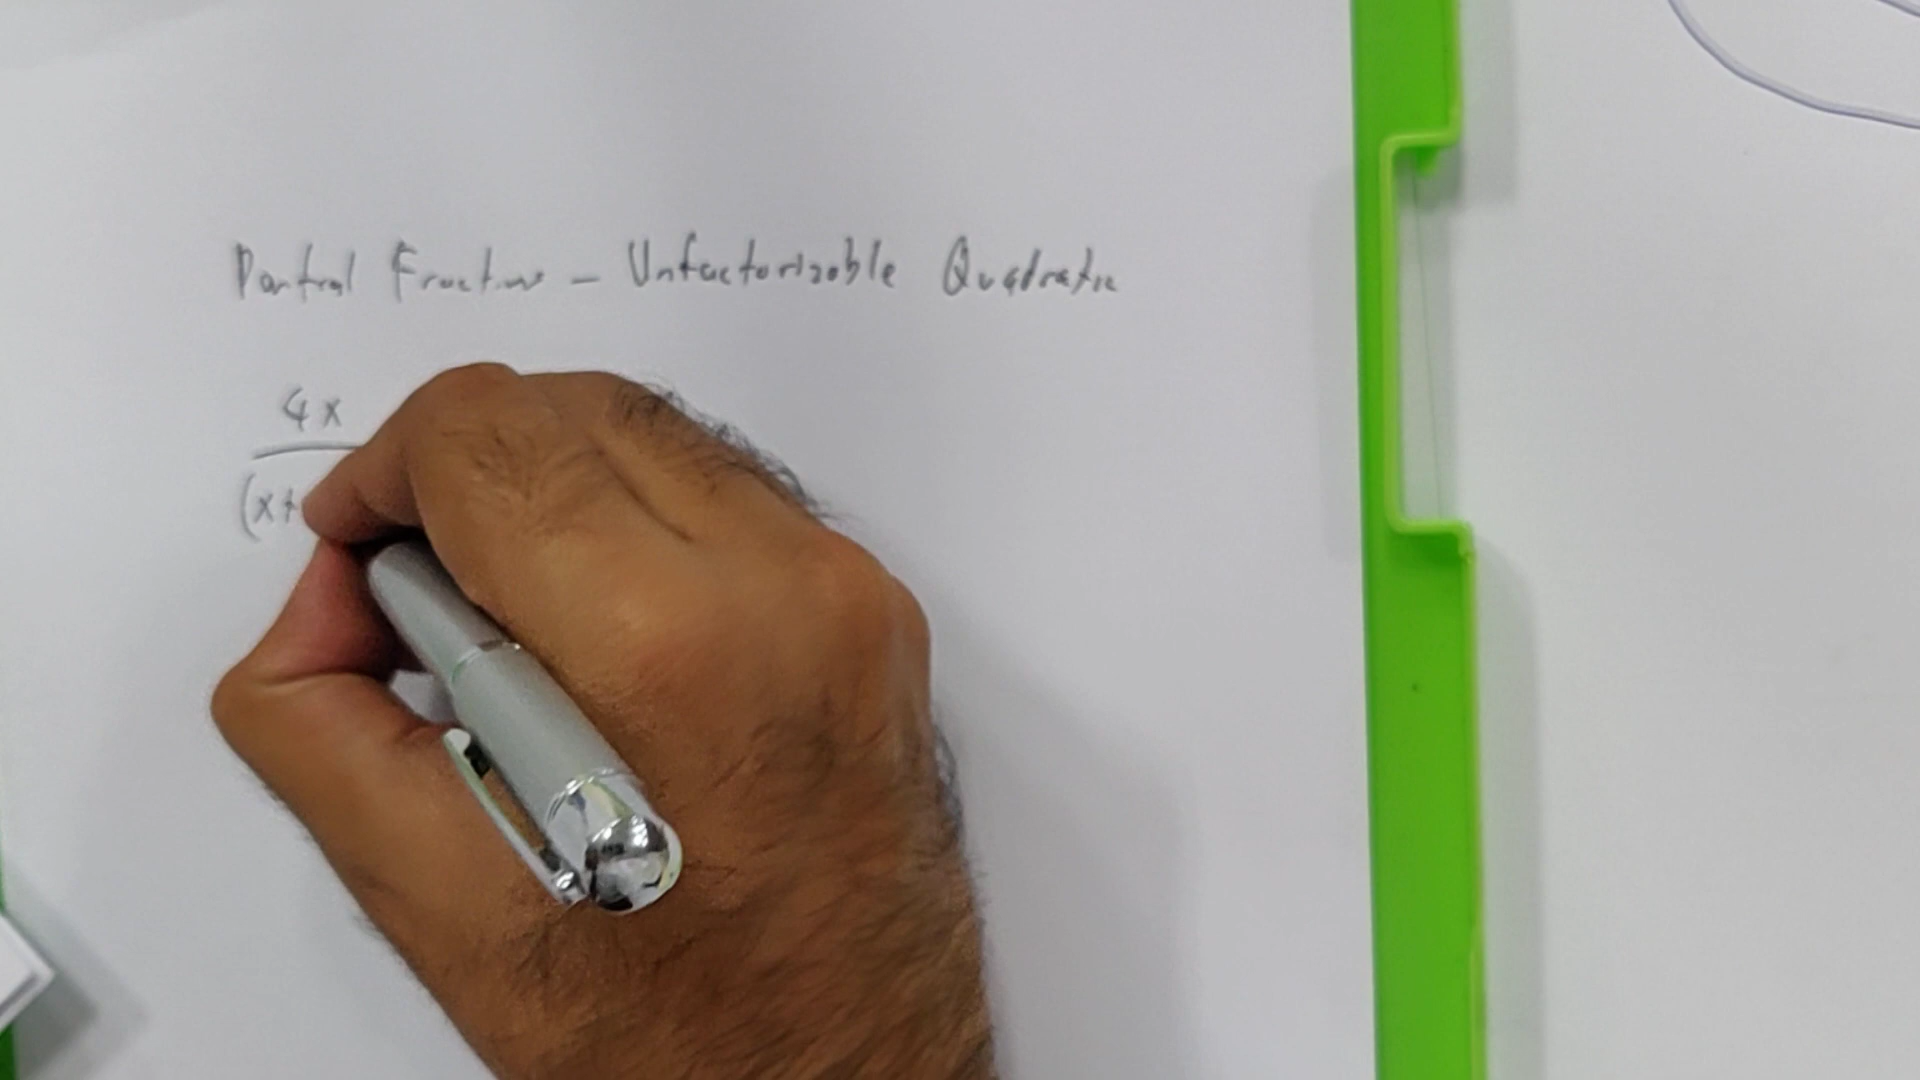 Partial Fractions - Unfactorizable Quadratic
4x
(x+